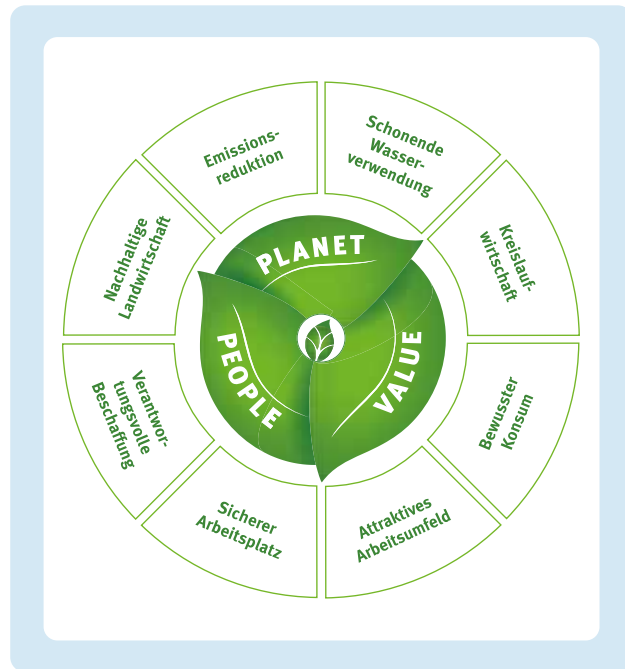 Emissions-
reduktion
Schonende
Wasser-
verwendung
Kreislauf-
wirtschaft
Bewusster
Konsum
Attraktives
Arbeitsumfeld
Sicherer
Arbeitsplatz
Verantwor-
tungsvolle
Beschaffung
Nachhaltige
Landwirtschaft
PLANET
VALUE
PEOPLE